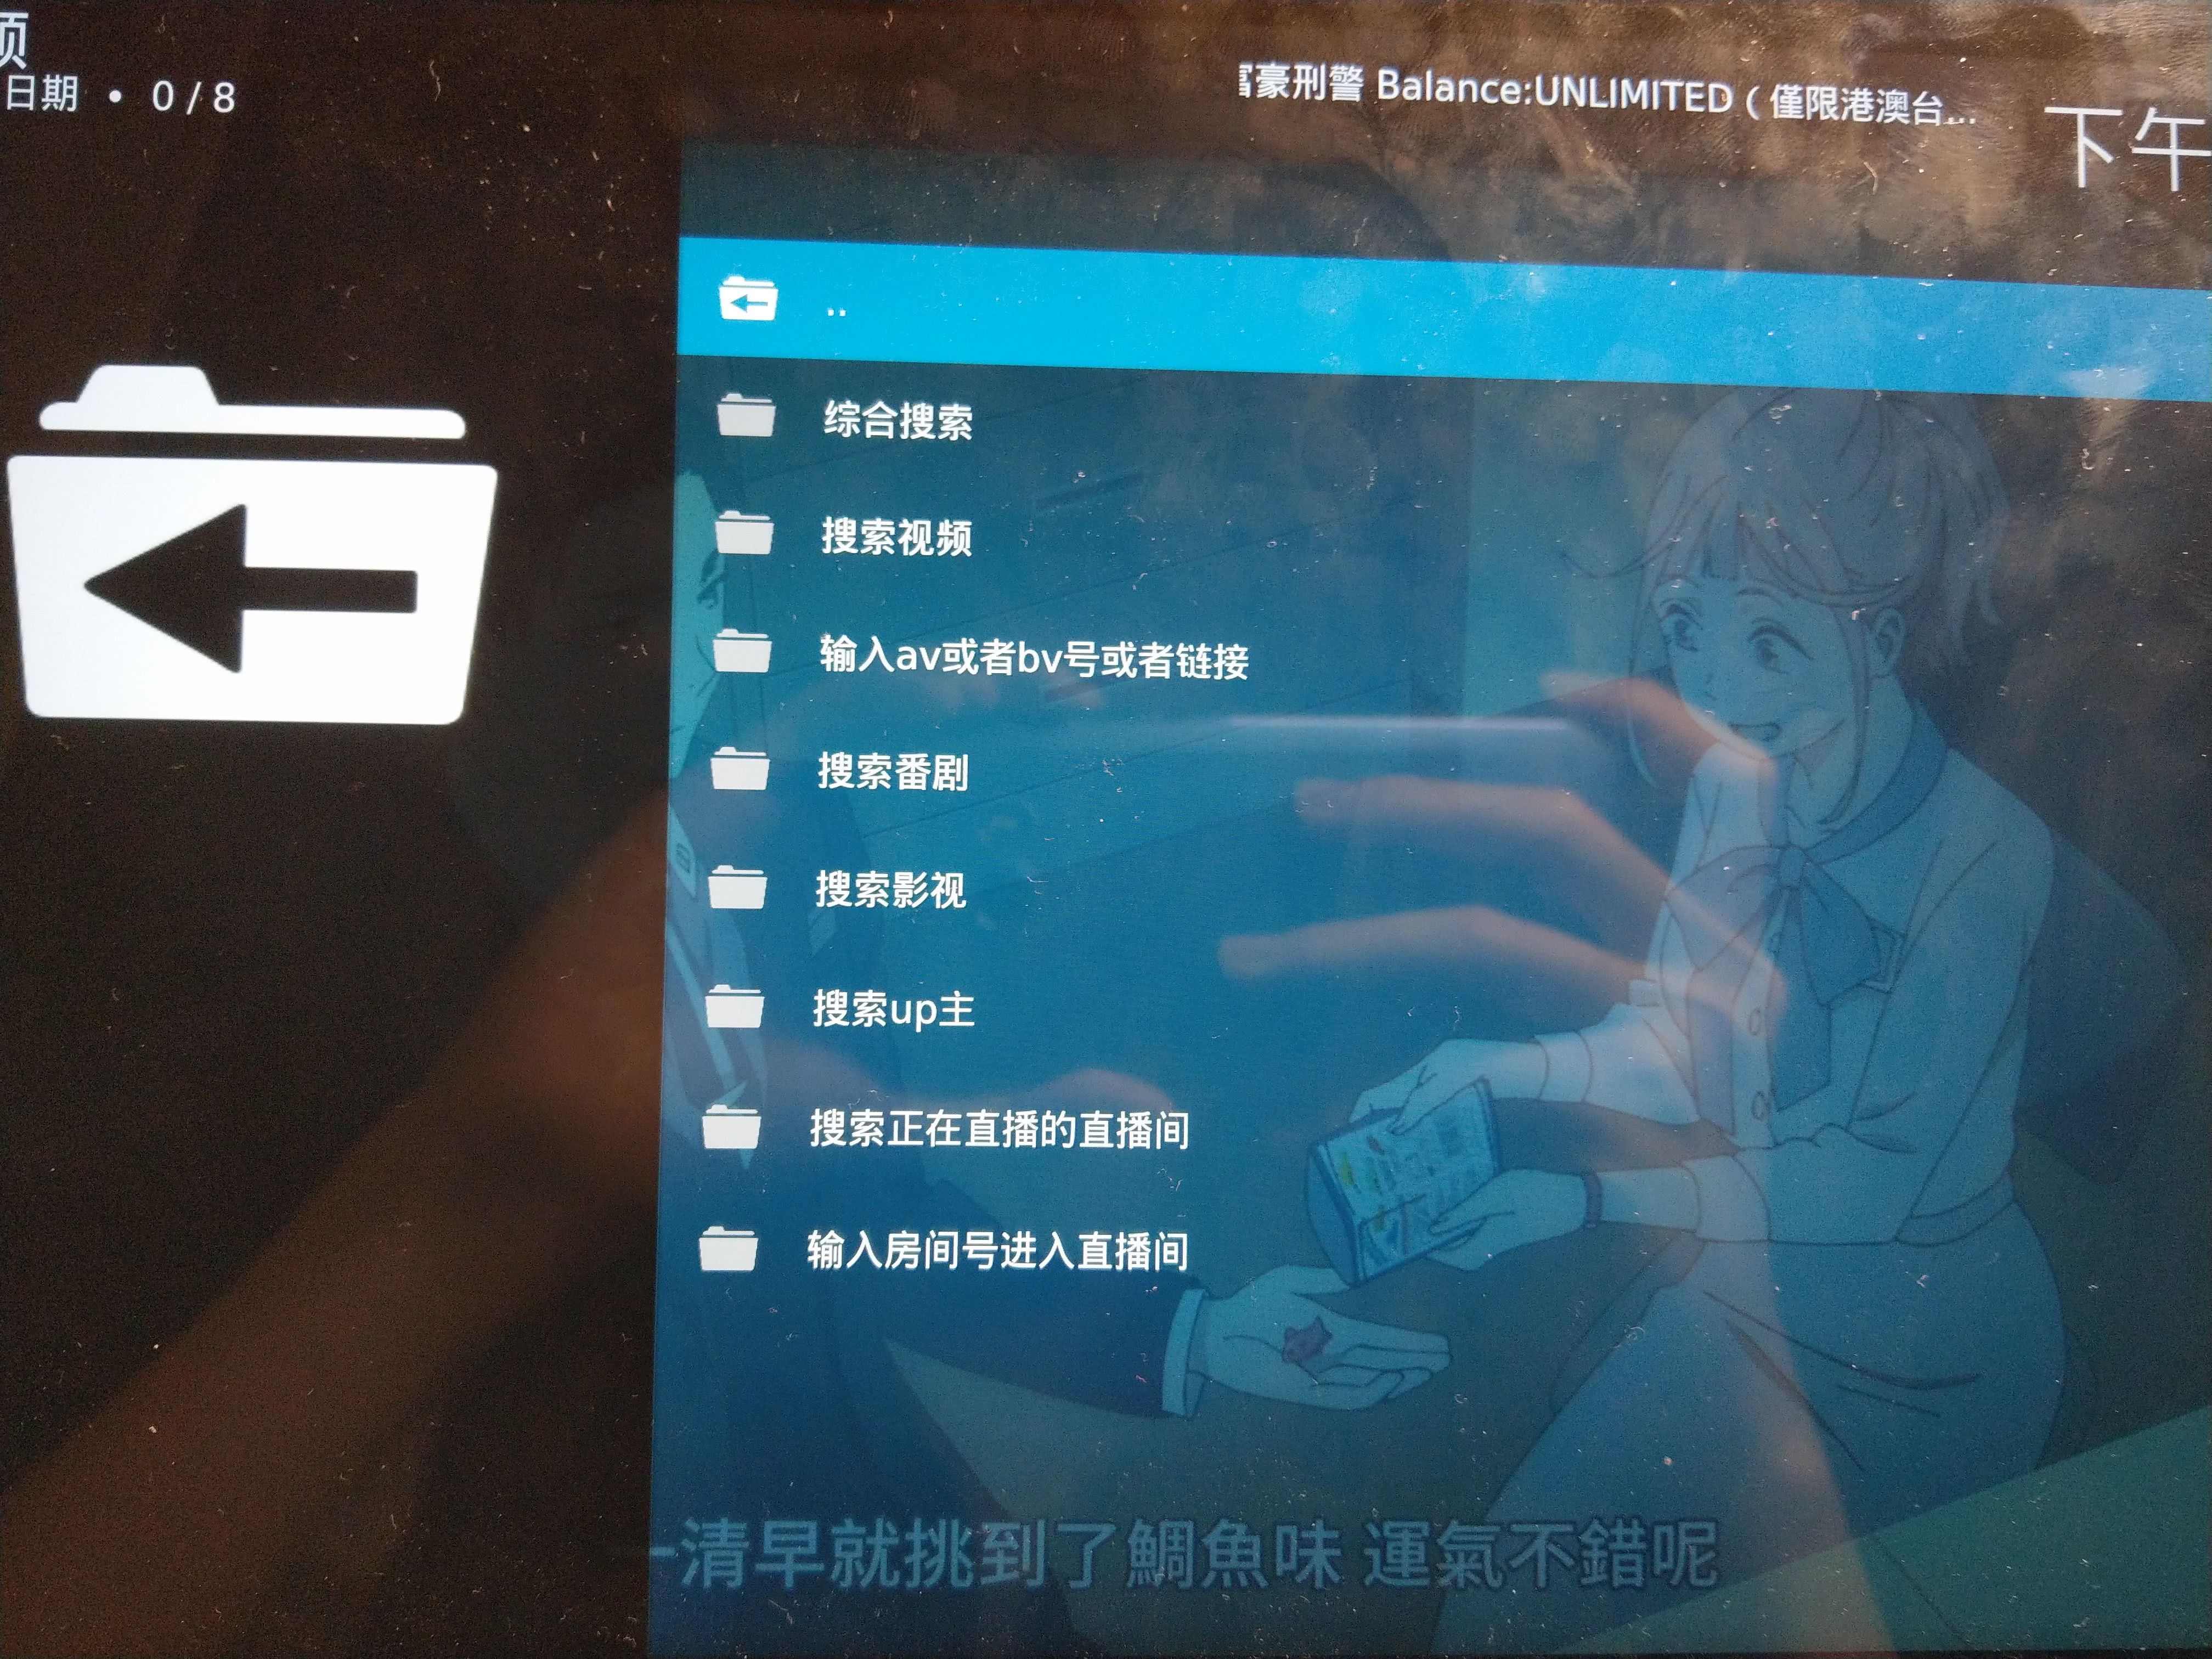 日期 • 0 / 8
豪刑警 Balance:UNLIMITED（僅限港澳台...
下午
..
综合搜索
搜索视频
输入av或者bv号或者链接
搜索番剧
搜索影视
搜索up主
搜索正在直播的直播间
输入房间号进入直播间
一清早就挑到了鯛魚味 運氣不錯呢